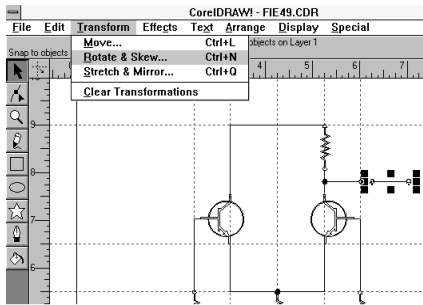 CorelDRAW! - FIE49.CDR
File Edit Transform Effects Text Arrange Display Special
Move... Ctrl+L
Snap to objects objects on Layer 1
Rotate & Skew... Ctrl+N
Stretch & Mirror... Ctrl+Q
Clear Transformations
4 5 6 7
9
8
7
6